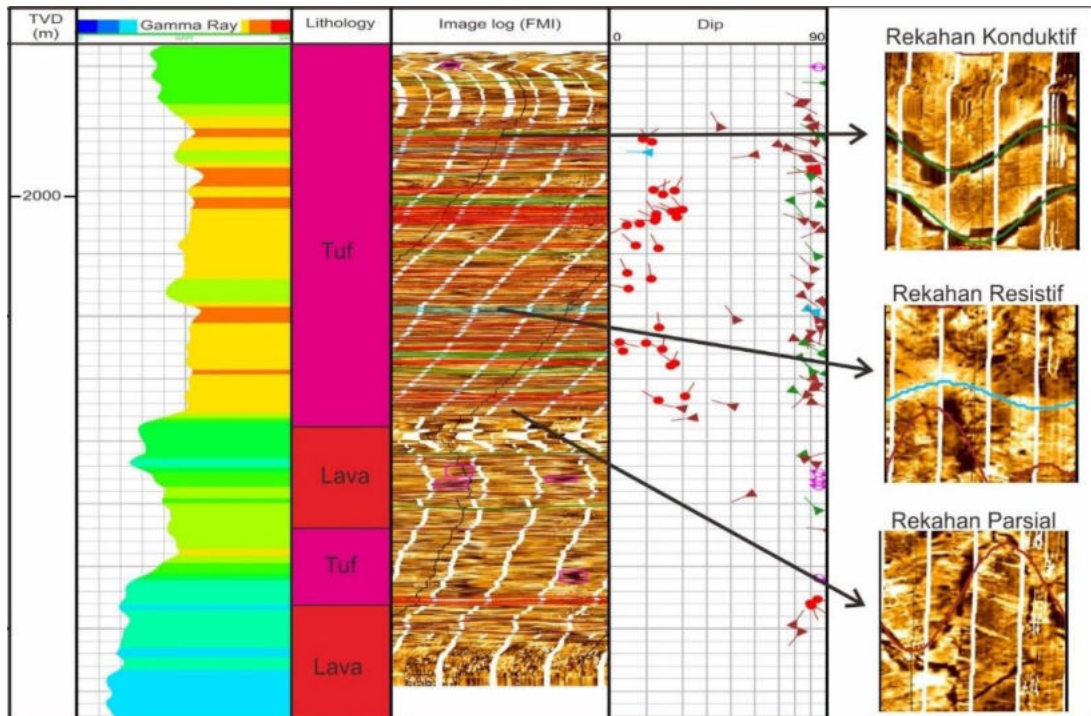 TVD
(m)
Gamma Ray
Lithology
Image log (FMI)
Dip
0
90
2000
Tuf
Lava
Tuf
Lava
Rekahan Konduktif
Rekahan Resistif
Rekahan Parsial